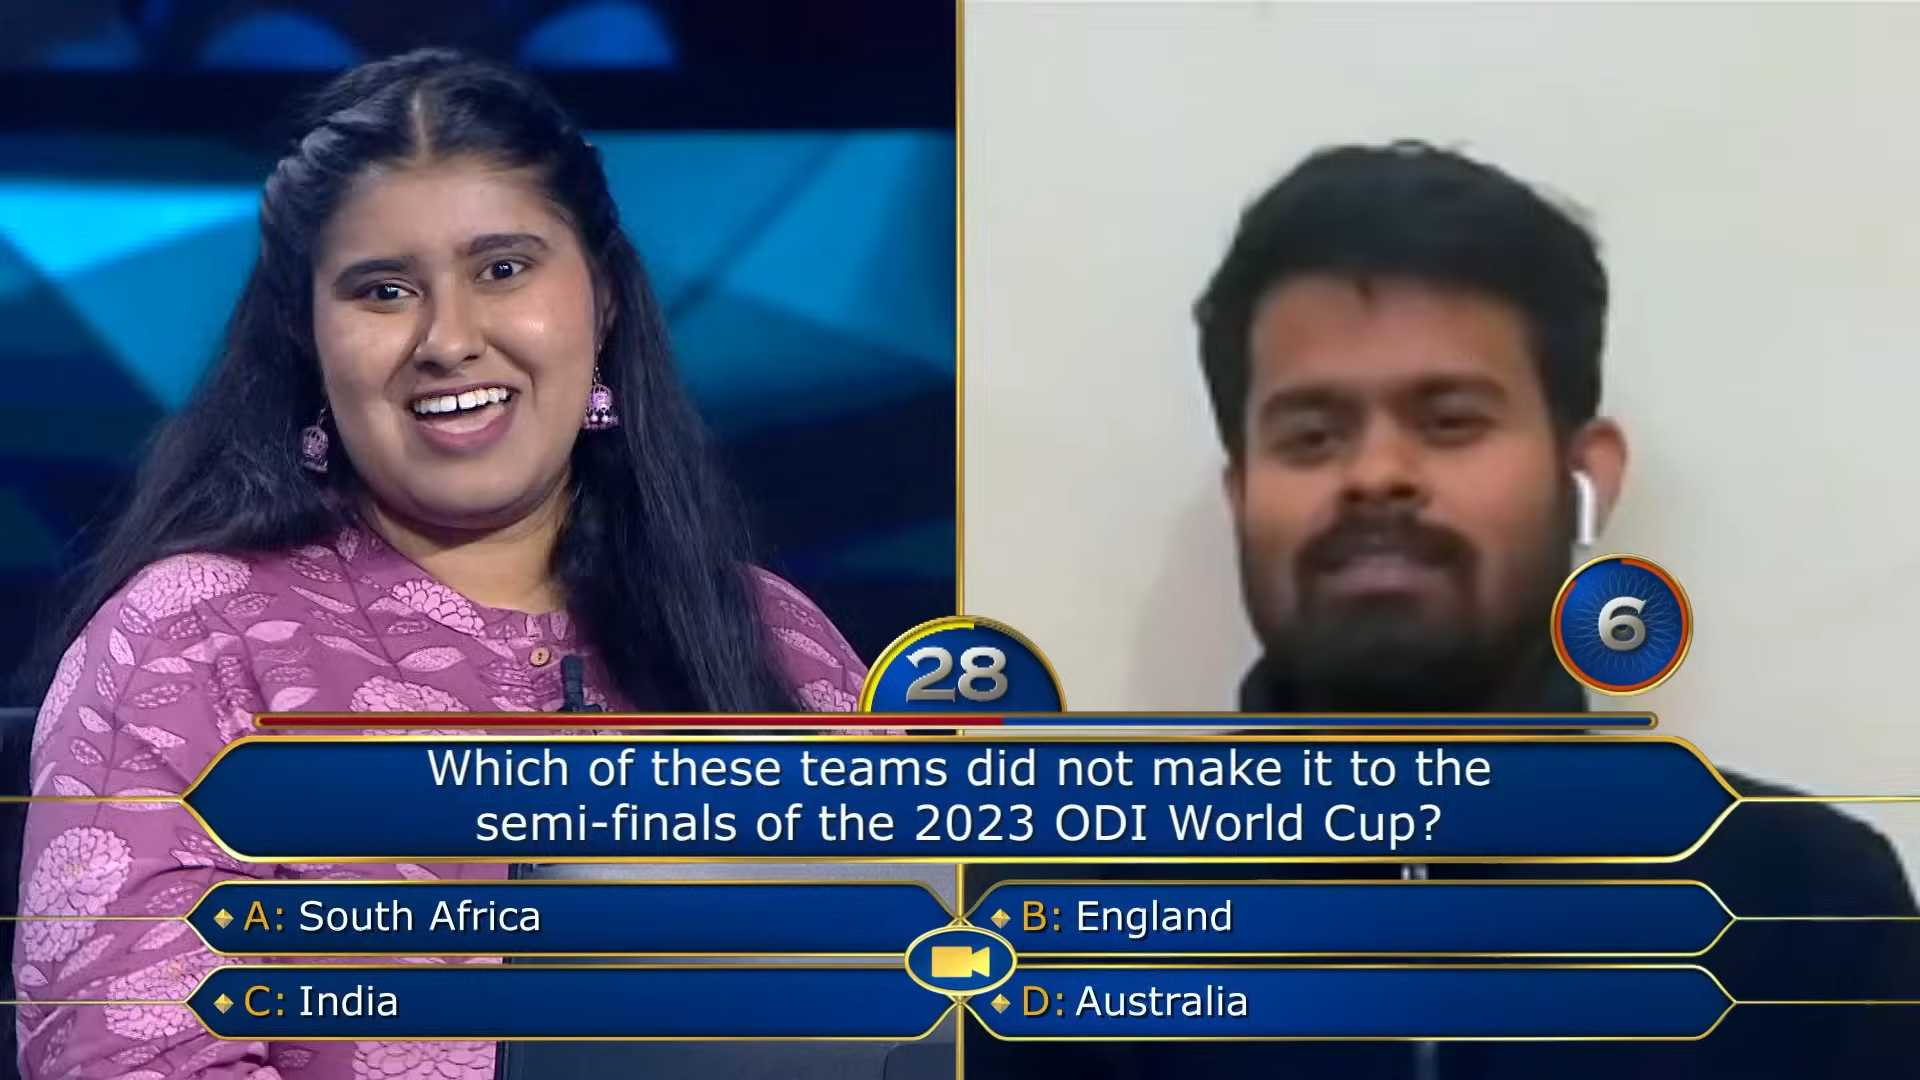 28
6
Which of these teams did not make it to the
semi-finals of the 2023 ODI World Cup?
A: South Africa
B: England
C: India
D: Australia